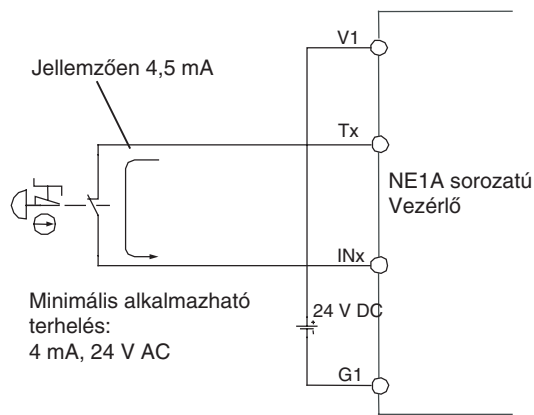 V1
Jellemzően 4,5 mA
Tx
NE1A sorozatú
Vezérlő
INx
Minimális alkalmazható
terhelés:
4 mA, 24 V AC
24 V DC
G1